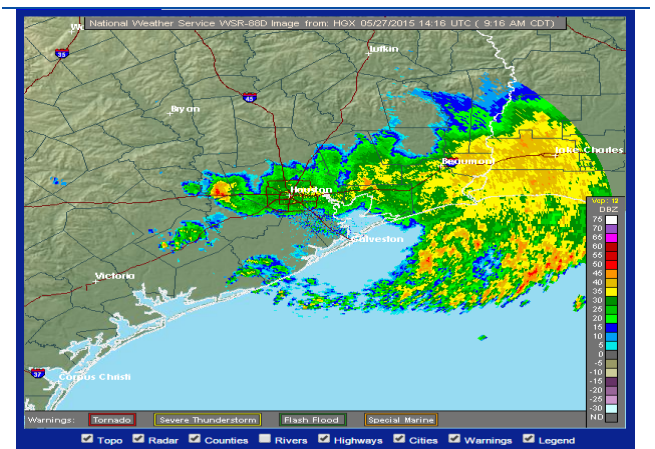 National Weather Service WSR-88D Image from: HGX 05/27/2015 14:16 UTC ( 9:16 AM CDT)
35
Lufkin
Bryan
45
Beaumont
Lake Charles
Houston
Galveston
Victoria
37
Corpus Christi
Vcp: 12
DBZ
75
70
65
60
55
50
45
40
35
30
25
20
15
10
5
0
-5
-10
-15
-20
-25
-30
ND
Warnings: Tornado Severe Thunderstorm Flash Flood Special Marine
Topo Radar Counties Rivers Highways Cities Warnings Legend